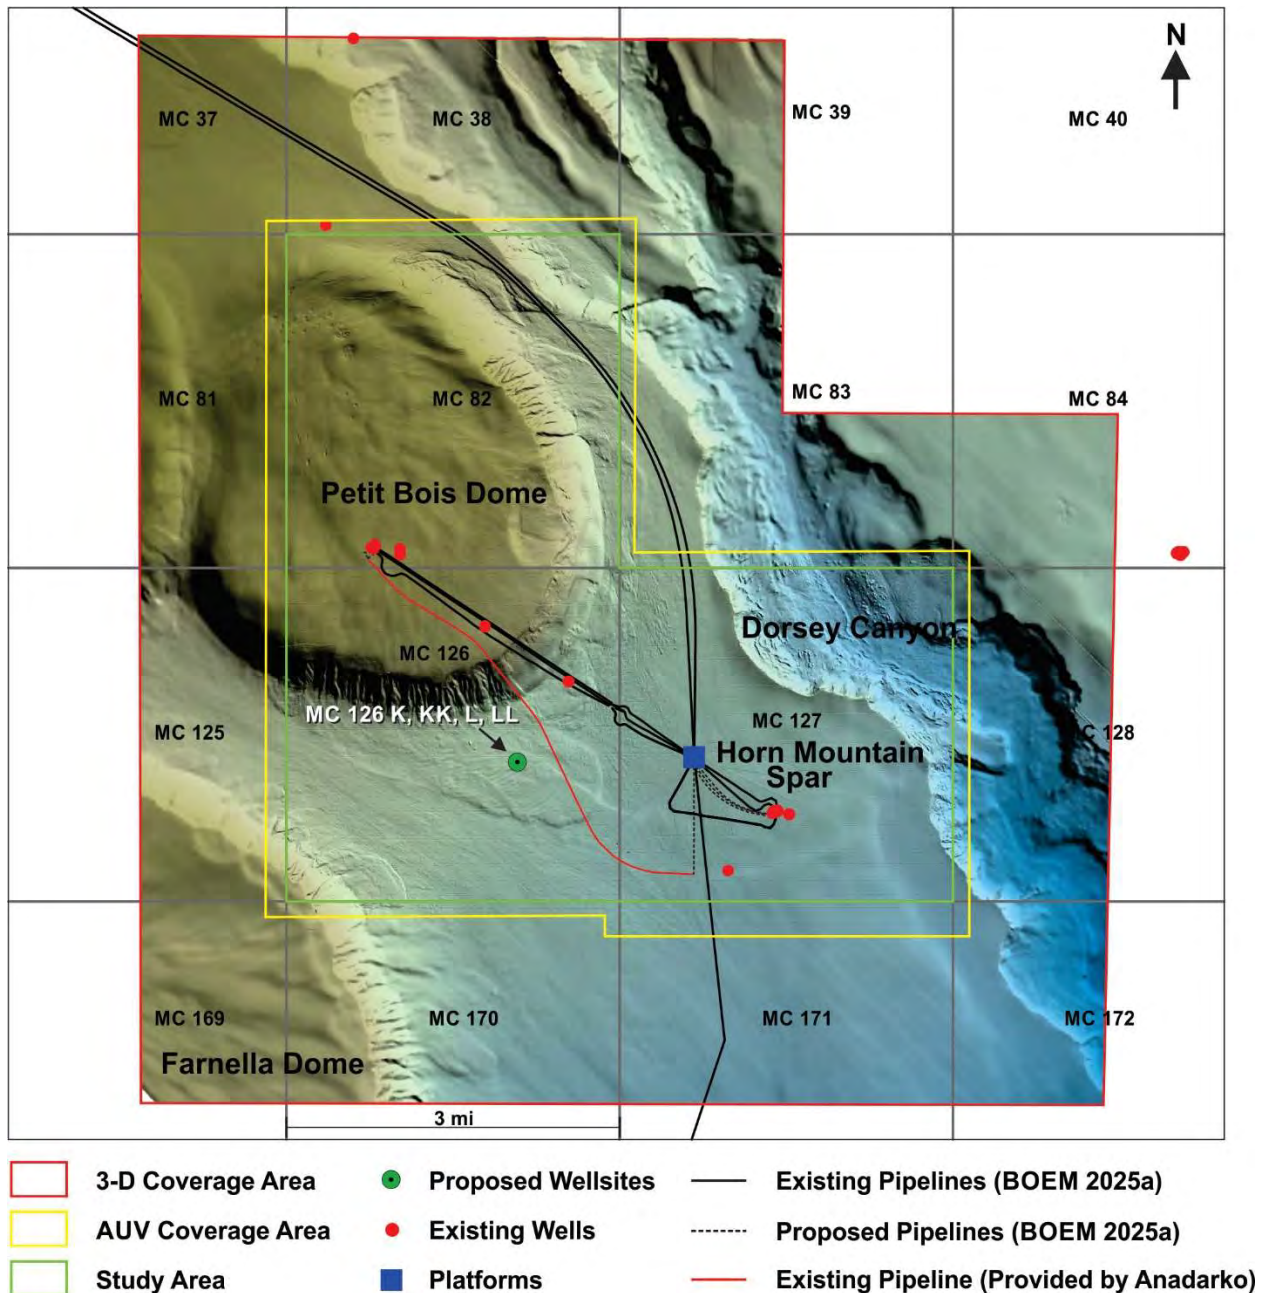 N
MC 37
MC 38
MC 39
MC 40
MC 81
MC 82
MC 83
MC 84
Petit Bois Dome
Dorsey Canyon
MC 126
MC 126 K, KK, L, LL
MC 125
MC 127
MC 128
Horn Mountain
Spar
MC 169
MC 170
MC 171
MC 172
Farnella Dome
3 mi
3-D Coverage Area
Proposed Wellsites
Existing Pipelines (BOEM 2025a)
AUV Coverage Area
Existing Wells
Proposed Pipelines (BOEM 2025a)
Study Area
Platforms
Existing Pipeline (Provided by Anadarko)